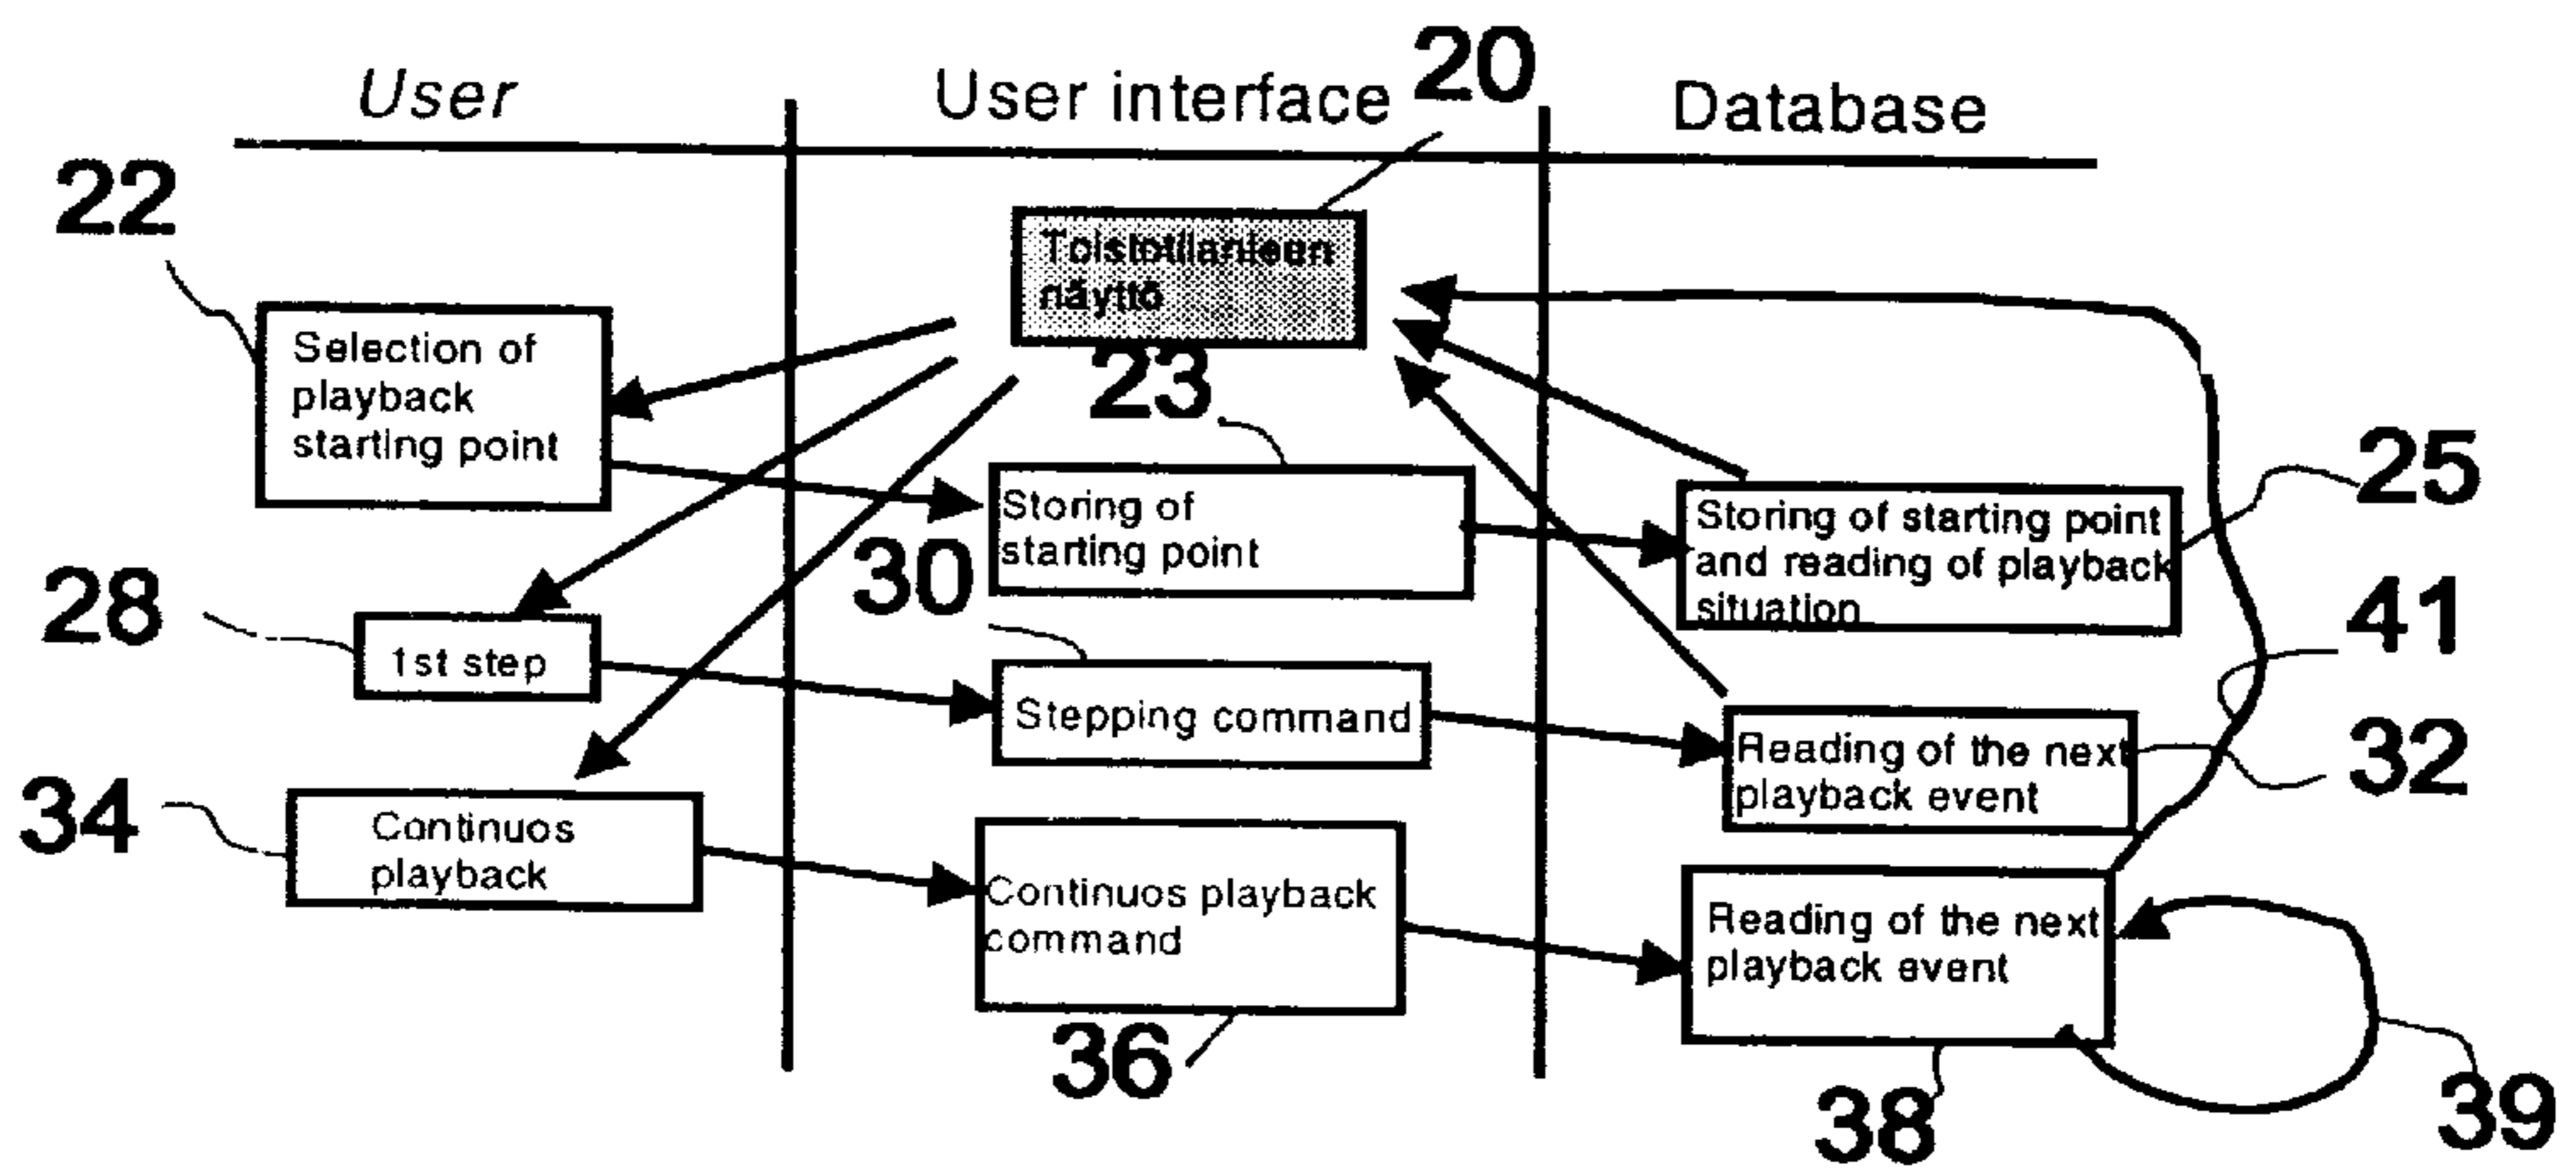 User
User interface
20
Database
22
Toistotilanteun
näyttö
Selection of
playback
starting point
23
Storing of
starting point
25
Storing of starting point
and reading of playback
situation
30
28
1st step
41
Stepping command
32
Reading of the next
playback event
34
Continuos
playback
Continuos playback
command
Reading of the next
playback event
36
38
39